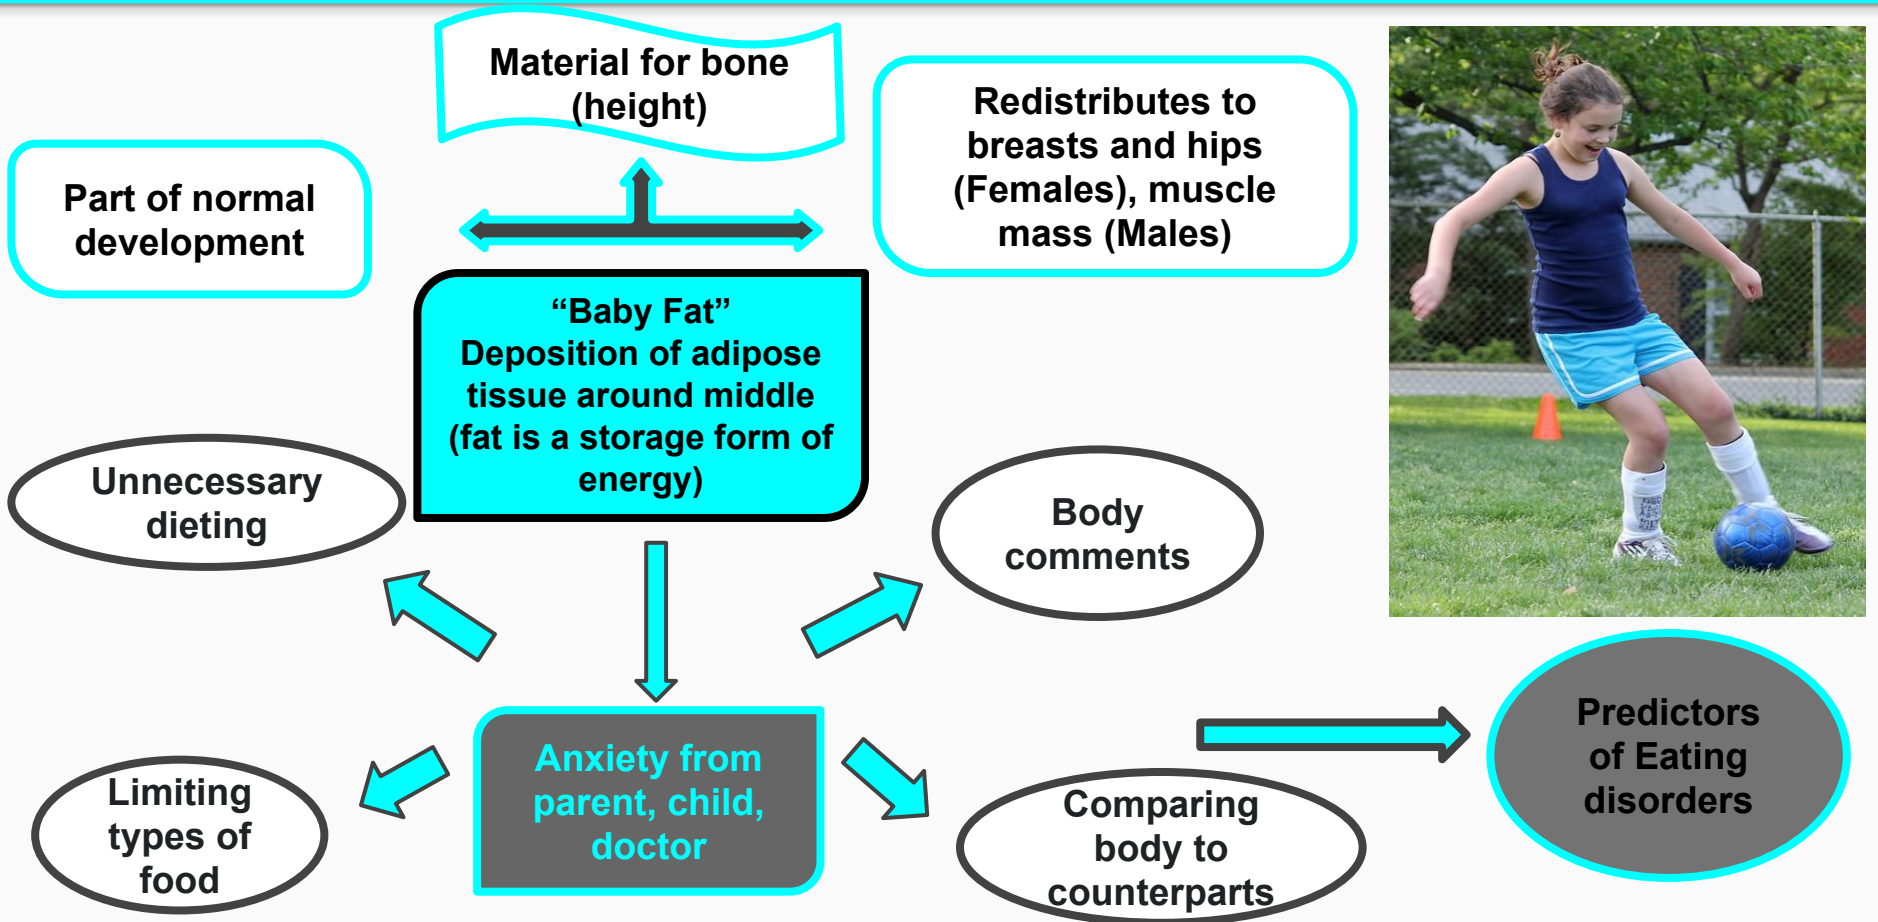 Material for bone
(height)
Redistributes to
breasts and hips
(Females), muscle
mass (Males)
Part of normal
development
“Baby Fat”
Deposition of adipose
tissue around middle
(fat is a storage form of
energy)
Unnecessary
dieting
Body
comments
Anxiety from
parent, child,
doctor
Predictors
of Eating
disorders
Limiting
types of
food
Comparing
body to
counterparts